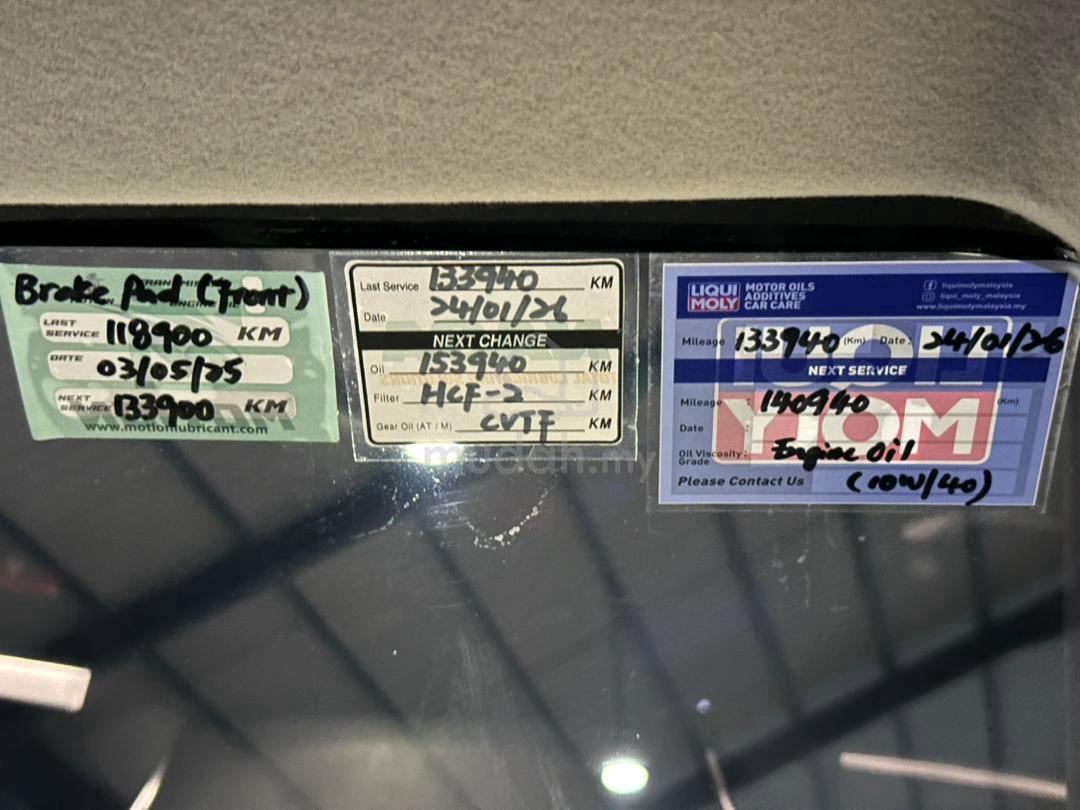 Brake Pad (Front)
LAST SERVICE 118900 KM
DATE 03/05/25
NEXT SERVICE 133900 KM
www.motionlubricant.com
Last Service 133940 KM
Date 24/01/26
NEXT CHANGE
Oil 153940 KM
Filter HCF-2 KM
Gear Oil (AT / M) CVTF KM
LIQUI MOLY
MOTOR OILS
ADDITIVES
CAR CARE
liquimolymalaysia
liqui_moly_malaysia
www.liquimolymalaysia.my
Mileage 133940 (Km) Date: 24/01/26
NEXT SERVICE
Mileage : 140940 (Km)
Date :
Oil Viscosity Grade : Engine Oil
Please Contact Us (10W/40)
mudah.my